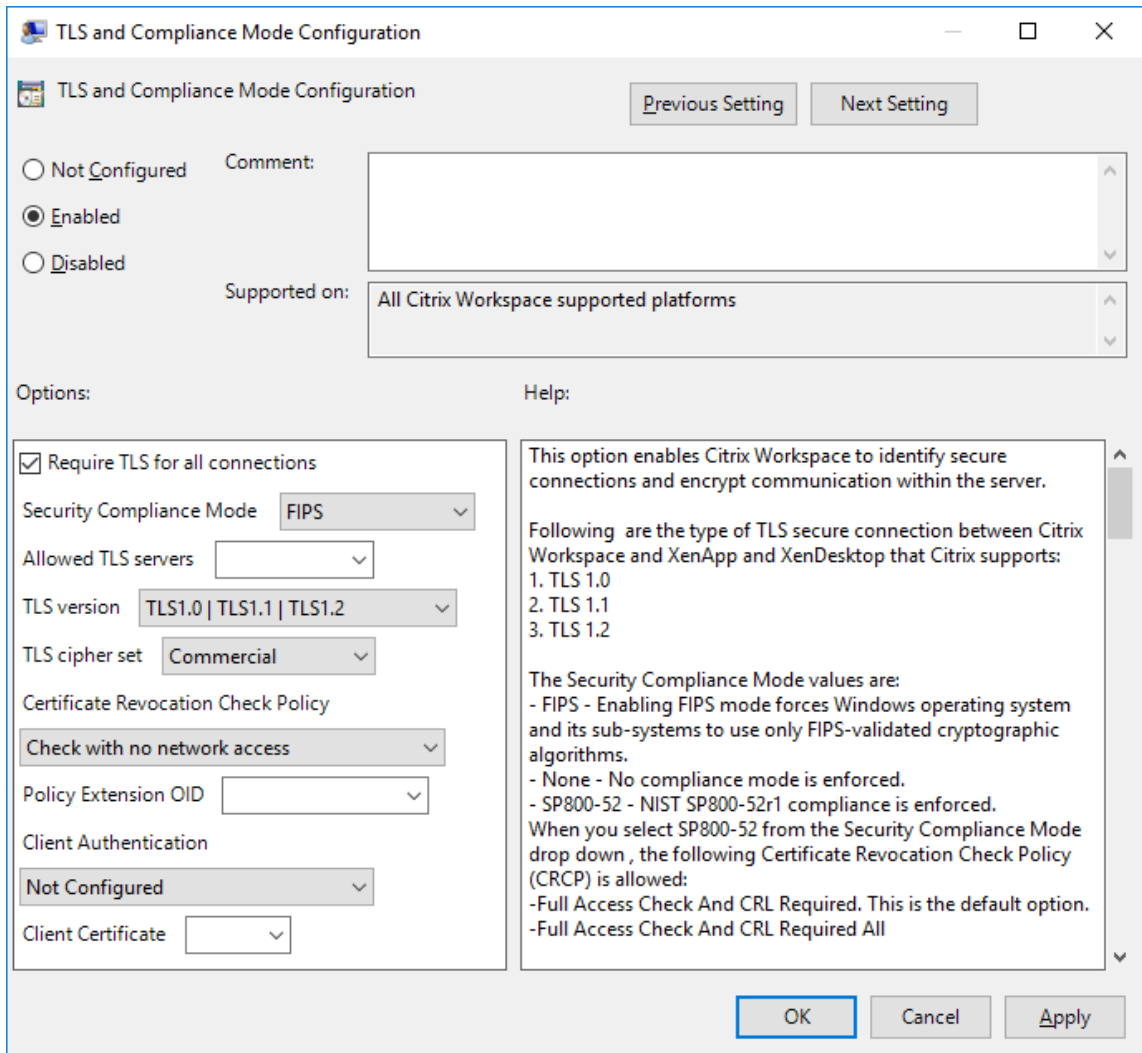 TLS and Compliance Mode Configuration
TLS and Compliance Mode Configuration
Previous Setting
Next Setting
Not Configured
Enabled
Disabled
Comment:
Supported on:
All Citrix Workspace supported platforms
Options:
Help:
Require TLS for all connections
Security Compliance Mode FIPS
Allowed TLS servers
TLS version TLS1.0 | TLS1.1 | TLS1.2
TLS cipher set Commercial
Certificate Revocation Check Policy
Check with no network access
Policy Extension OID
Client Authentication
Not Configured
Client Certificate
This option enables Citrix Workspace to identify secure
connections and encrypt communication within the server.
Following are the type of TLS secure connection between Citrix
Workspace and XenApp and XenDesktop that Citrix supports:
1. TLS 1.0
2. TLS 1.1
3. TLS 1.2
The Security Compliance Mode values are:
- FIPS - Enabling FIPS mode forces Windows operating system
and its sub-systems to use only FIPS-validated cryptographic
algorithms.
- None - No compliance mode is enforced.
- SP800-52 - NIST SP800-52r1 compliance is enforced.
When you select SP800-52 from the Security Compliance Mode
drop down , the following Certificate Revocation Check Policy
(CRCP) is allowed:
-Full Access Check And CRL Required. This is the default option.
-Full Access Check And CRL Required All
OK
Cancel
Apply